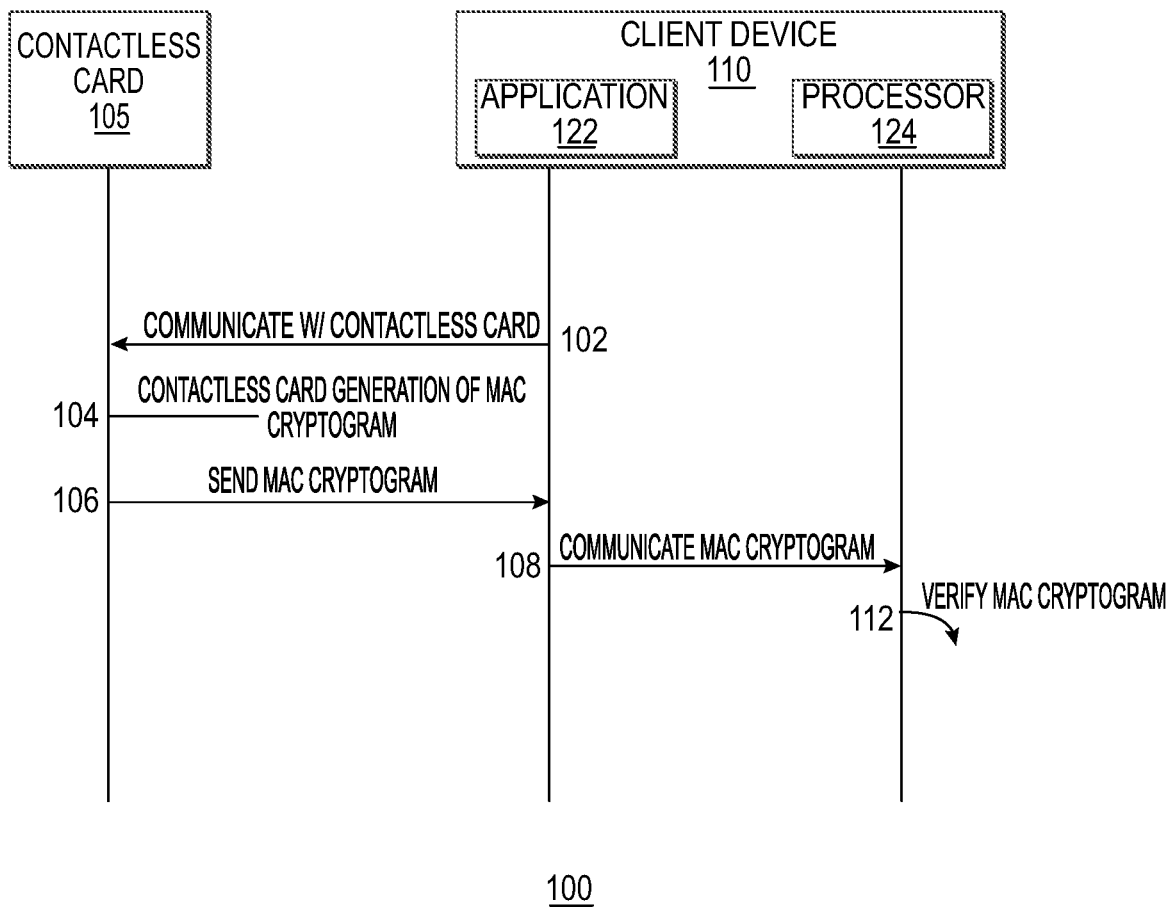 CONTACTLESS
CARD
105
CLIENT DEVICE
110
APPLICATION
122
PROCESSOR
124
COMMUNICATE W/ CONTACTLESS CARD
102
CONTACTLESS CARD GENERATION OF MAC
CRYPTOGRAM
104
SEND MAC CRYPTOGRAM
106
COMMUNICATE MAC CRYPTOGRAM
108
VERIFY MAC CRYPTOGRAM
112
100